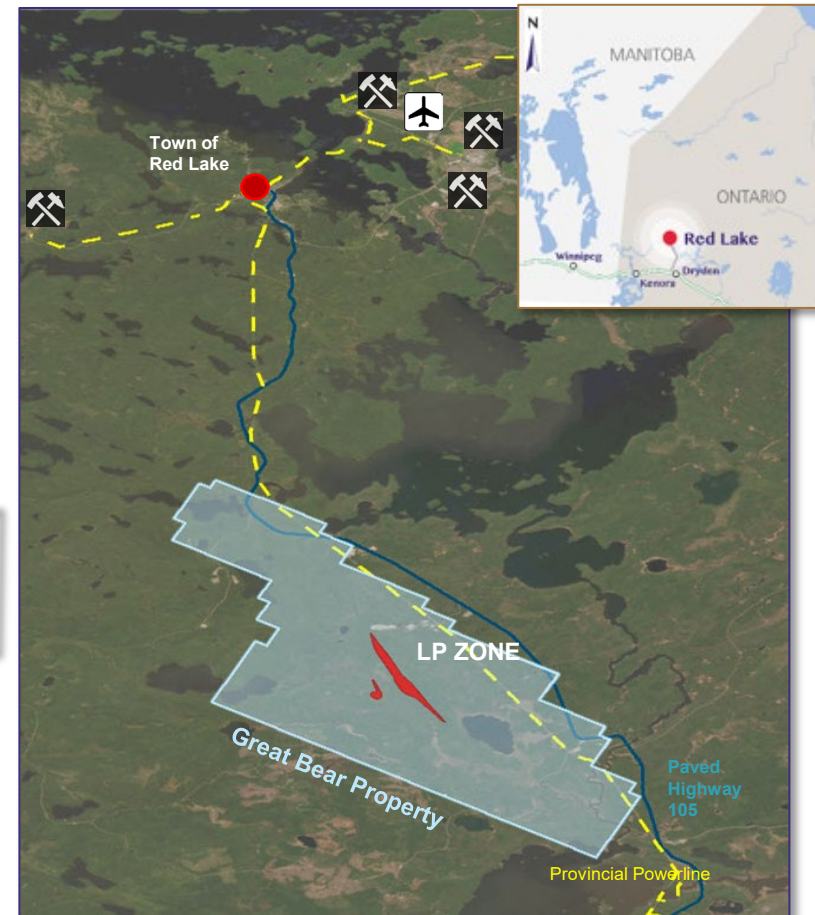 N
MANITOBA
ONTARIO
Red Lake
Winnipeg
Dryden
Kenora
Town of
Red Lake
LP ZONE
Great Bear Property
Paved
Highway
105
Provincial Powerline